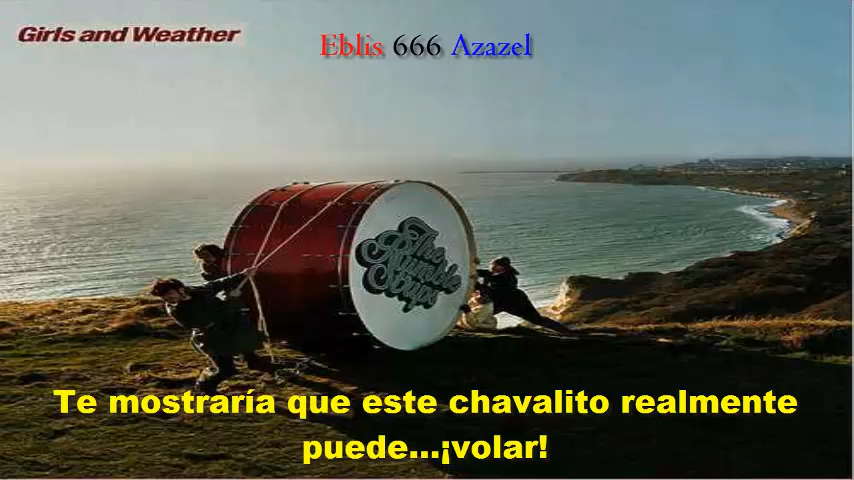 Girls and Weather
Eblis 666 Azazel
The
Rumble
Strips
Te mostraría que este chavalito realmente
puede...¡volar!